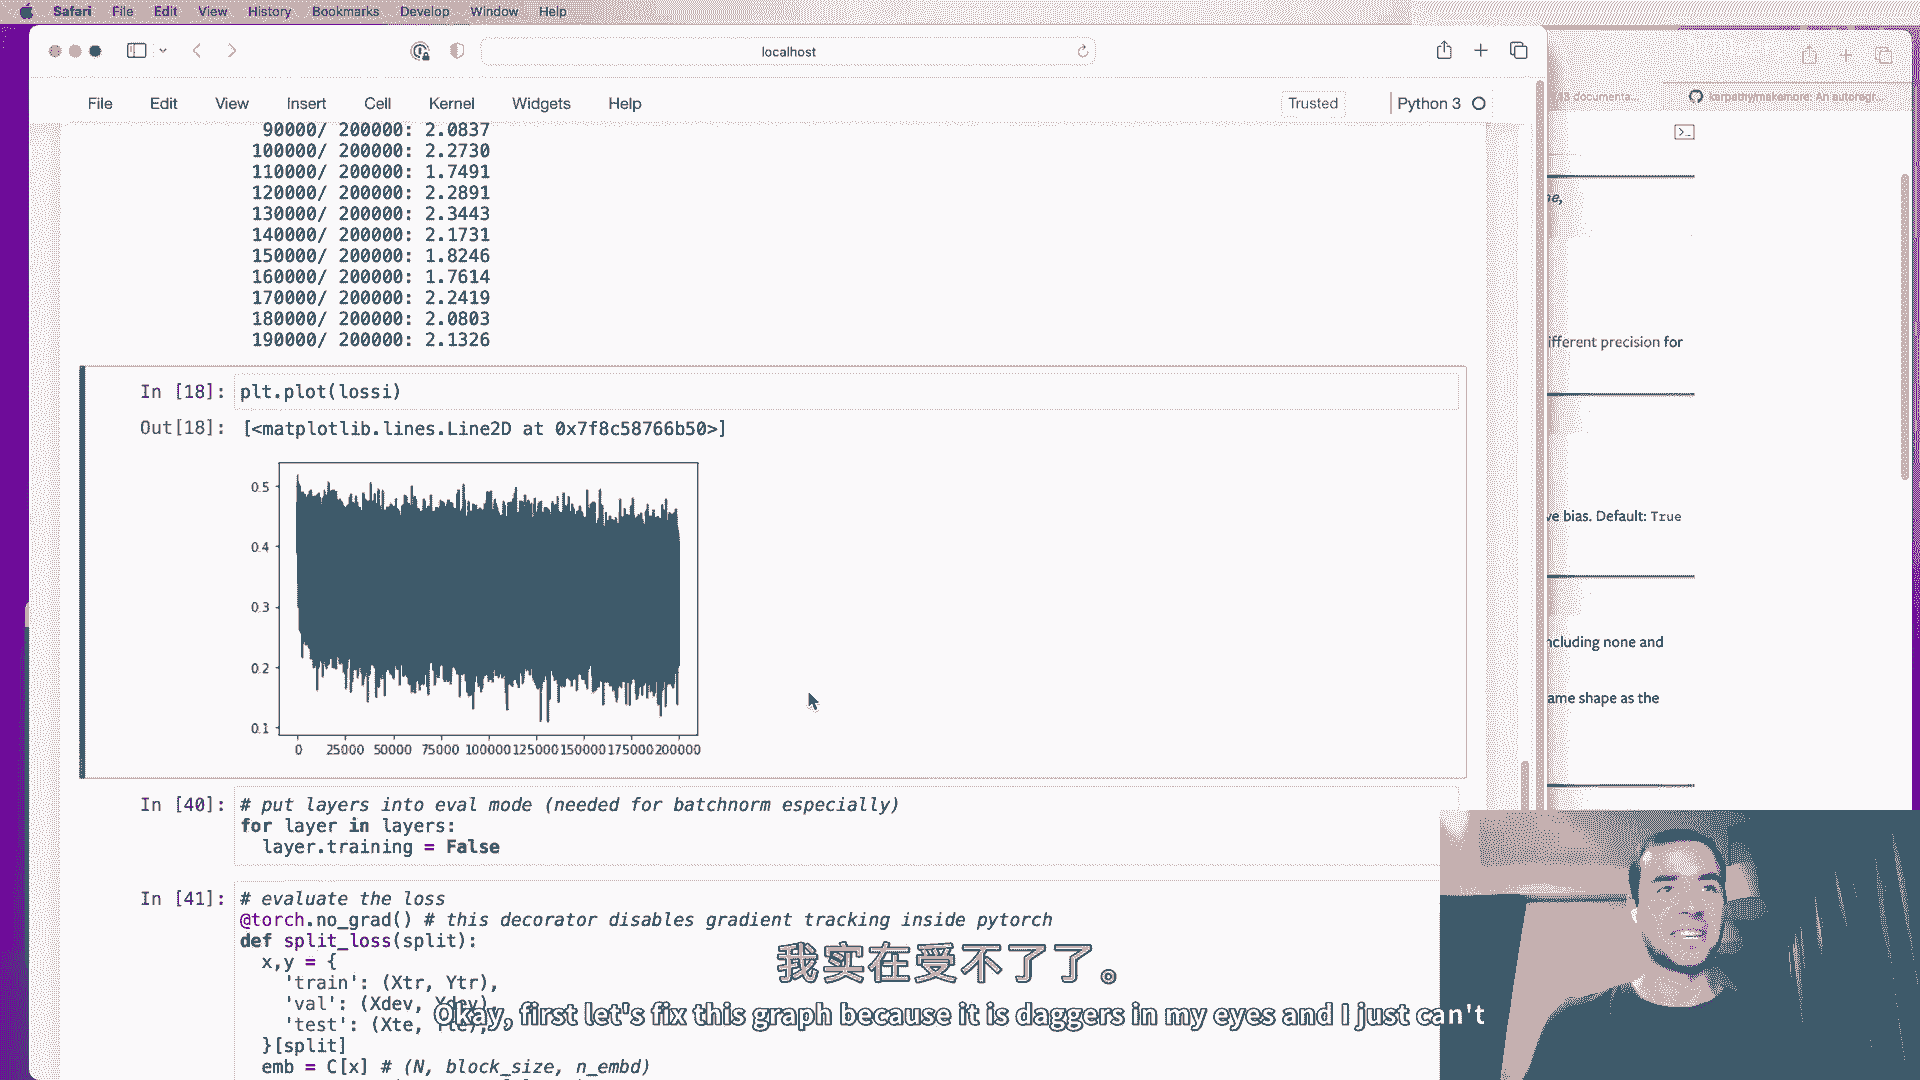 Safari File Edit View History Bookmarks Develop Window Help
localhost
File Edit View Insert Cell Kernel Widgets Help
Trusted
Python 3
karpathy/makemore: An autoregr...
90000/ 200000: 2.0837
100000/ 200000: 2.2730
110000/ 200000: 1.7491
120000/ 200000: 2.2891
130000/ 200000: 2.3443
140000/ 200000: 2.1731
150000/ 200000: 1.8246
160000/ 200000: 1.7614
170000/ 200000: 2.2419
180000/ 200000: 2.0803
190000/ 200000: 2.1326
In [18]: plt.plot(lossi)
Out[18]: [<matplotlib.lines.Line2D at 0x7f8c58766b50>]
0.5
0.4
0.3
0.2
0.1
0 25000 50000 75000 100000 125000 150000 175000 200000
In [40]: # put layers into eval mode (needed for batchnorm especially)
for layer in layers:
layer.training = False
In [41]: # evaluate the loss
@torch.no_grad() # this decorator disables gradient tracking inside pytorch
def split_loss(split):
x,y = {
'train': (Xtr, Ytr),
'val': (Xdev, Ydev),
'test': (Xte, Yte),
}[split]
emb = C[x] # (N, block_size, n_embd)
different precision for
bias. Default: True
including none and
shape as the
我实在受不了了。
Okay, first let's fix this graph because it is daggers in my eyes and I just can't